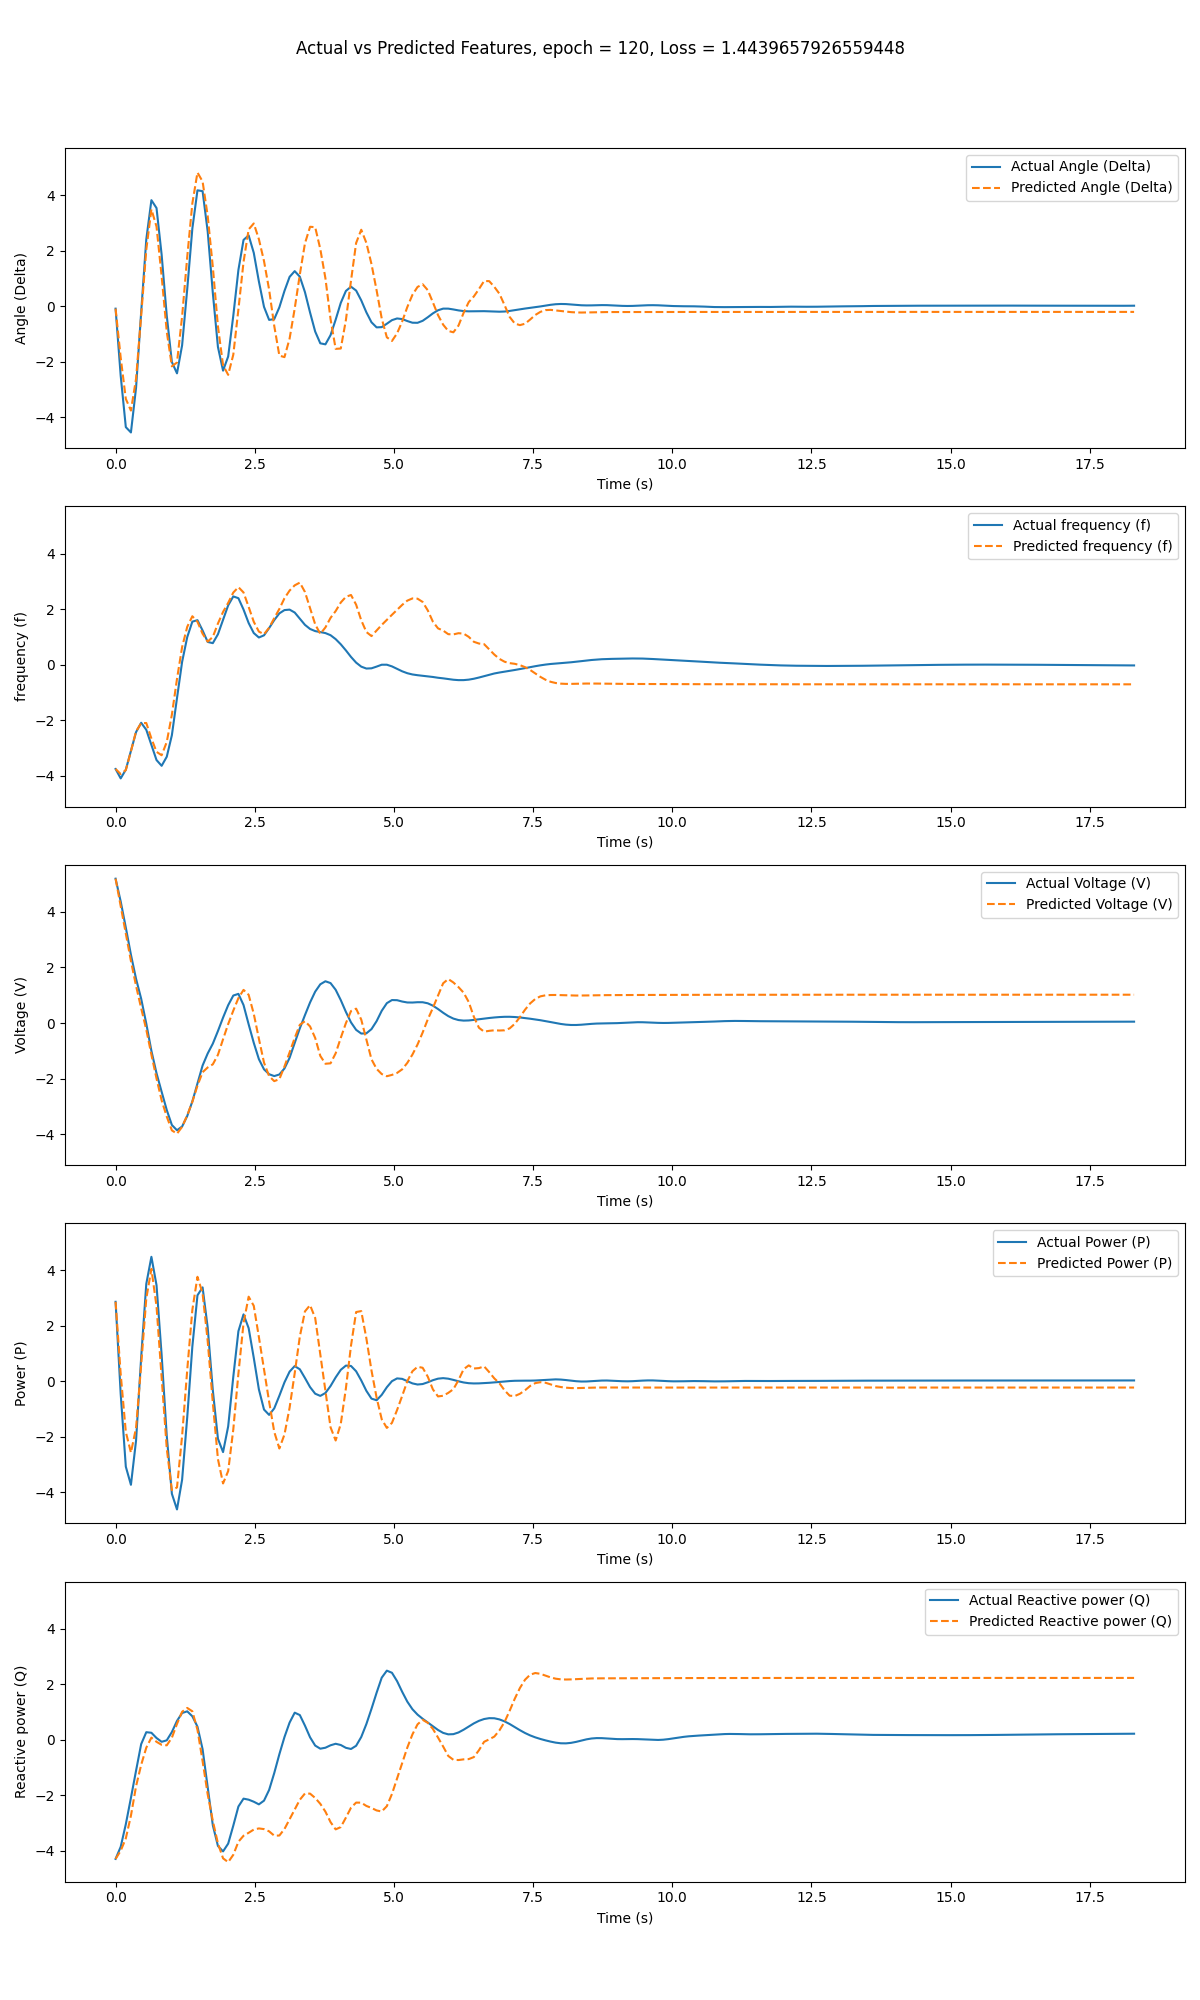 Actual vs Predicted Features, epoch = 120, Loss = 1.4439657926559448
Actual Angle (Delta)
Predicted Angle (Delta)
4
2
0
−2
−4
Angle (Delta)
0.0 2.5 5.0 7.5 10.0 12.5 15.0 17.5
Time (s)
Actual frequency (f)
Predicted frequency (f)
4
2
0
−2
−4
frequency (f)
0.0 2.5 5.0 7.5 10.0 12.5 15.0 17.5
Time (s)
Actual Voltage (V)
Predicted Voltage (V)
4
2
0
−2
−4
Voltage (V)
0.0 2.5 5.0 7.5 10.0 12.5 15.0 17.5
Time (s)
Actual Power (P)
Predicted Power (P)
4
2
0
−2
−4
Power (P)
0.0 2.5 5.0 7.5 10.0 12.5 15.0 17.5
Time (s)
Actual Reactive power (Q)
Predicted Reactive power (Q)
4
2
0
−2
−4
Reactive power (Q)
0.0 2.5 5.0 7.5 10.0 12.5 15.0 17.5
Time (s)